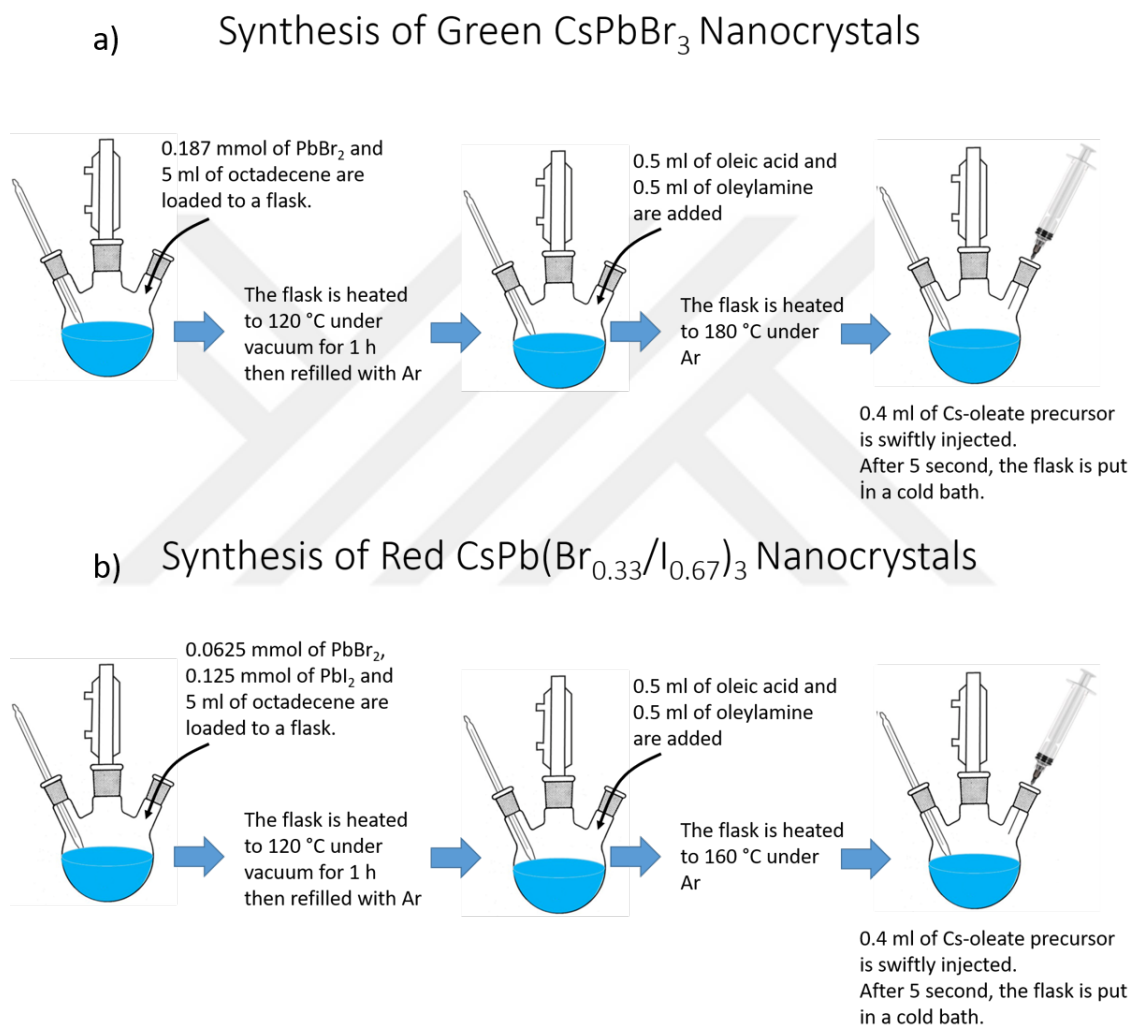 a) Synthesis of Green CsPbBr₃ Nanocrystals
0.187 mmol of PbBr₂ and
5 ml of octadecene are
loaded to a flask.
The flask is heated
to 120 °C under
vacuum for 1 h
then refilled with Ar
0.5 ml of oleic acid and
0.5 ml of oleylamine
are added
The flask is heated
to 180 °C under
Ar
0.4 ml of Cs-oleate precursor
is swiftly injected.
After 5 second, the flask is put
İn a cold bath.
b) Synthesis of Red CsPb(Br₀.₃₃/I₀.₆₇)₃ Nanocrystals
0.0625 mmol of PbBr₂,
0.125 mmol of PbI₂ and
5 ml of octadecene are
loaded to a flask.
The flask is heated
to 120 °C under
vacuum for 1 h
then refilled with Ar
0.5 ml of oleic acid and
0.5 ml of oleylamine
are added
The flask is heated
to 160 °C under
Ar
0.4 ml of Cs-oleate precursor
is swiftly injected.
After 5 second, the flask is put
in a cold bath.